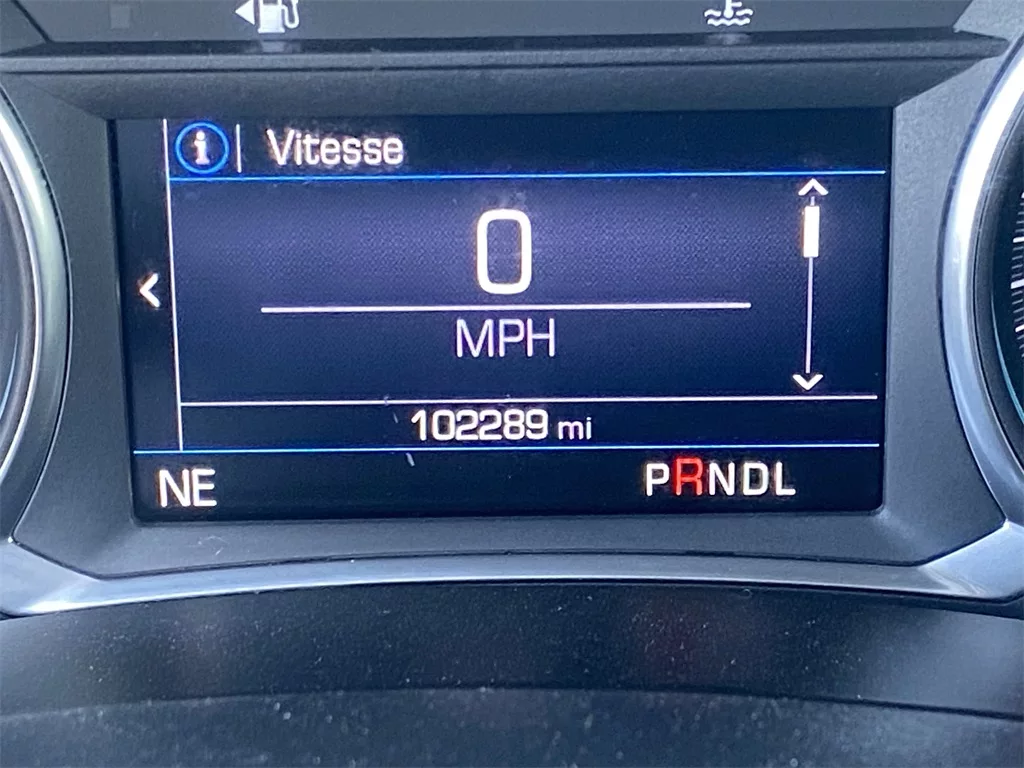 Vitesse
0
MPH
102289 mi
NE PRNDL